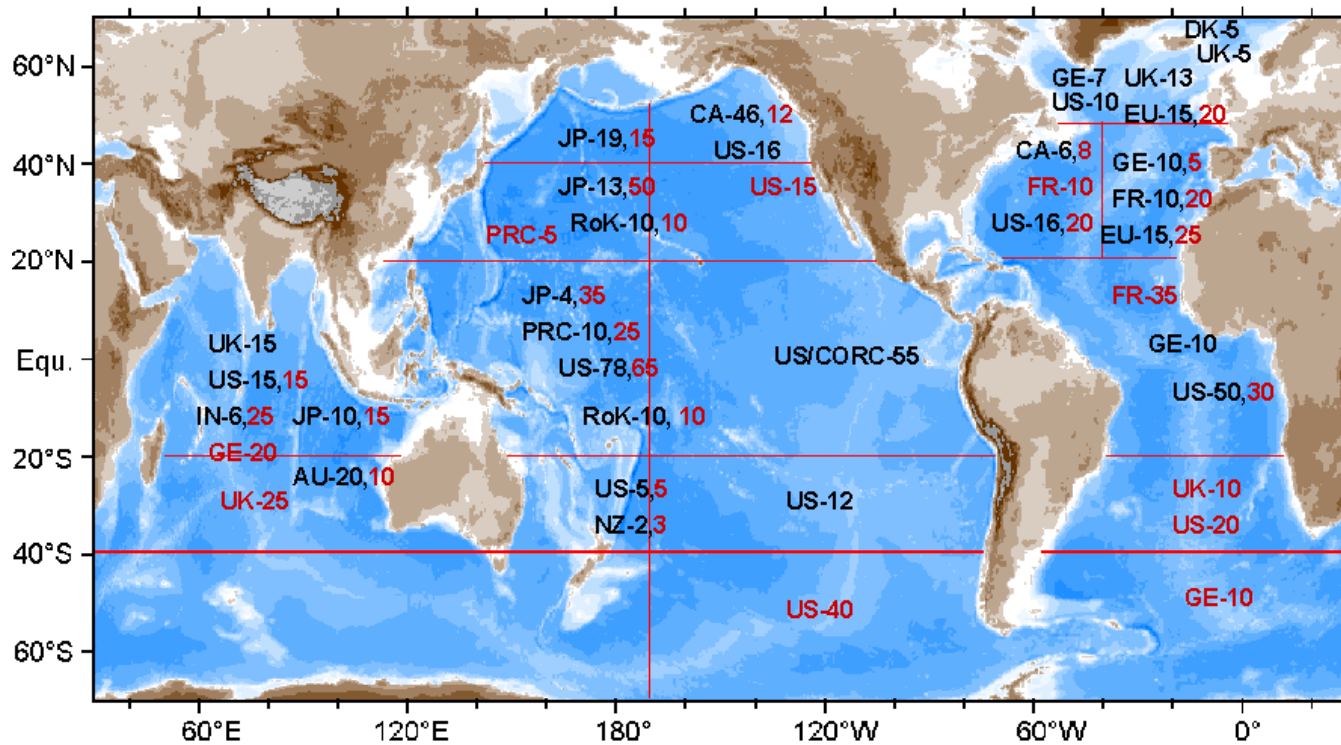 DK-5
UK-5
60°N
GE-7 UK-13
US-10
EU-15,20
CA-46,12
JP-19,15
US-16
CA-6,8
GE-10,5
40°N
JP-13,50
US-15
FR-10
FR-10,20
RoK-10,10
US-16,20
PRC-5
EU-15,25
20°N
JP-4,35
FR-35
PRC-10,25
UK-15
GE-10
Equ.
US/CORC-55
US-78,65
US-15,15
US-50,30
IN-6,25 JP-10,15
RoK-10, 10
GE-20
20°S
AU-20,10
US-5,5
UK-10
UK-25
US-12
NZ-2,3
US-20
40°S
GE-10
US-40
60°S
60°E 120°E 180° 120°W 60°W 0°